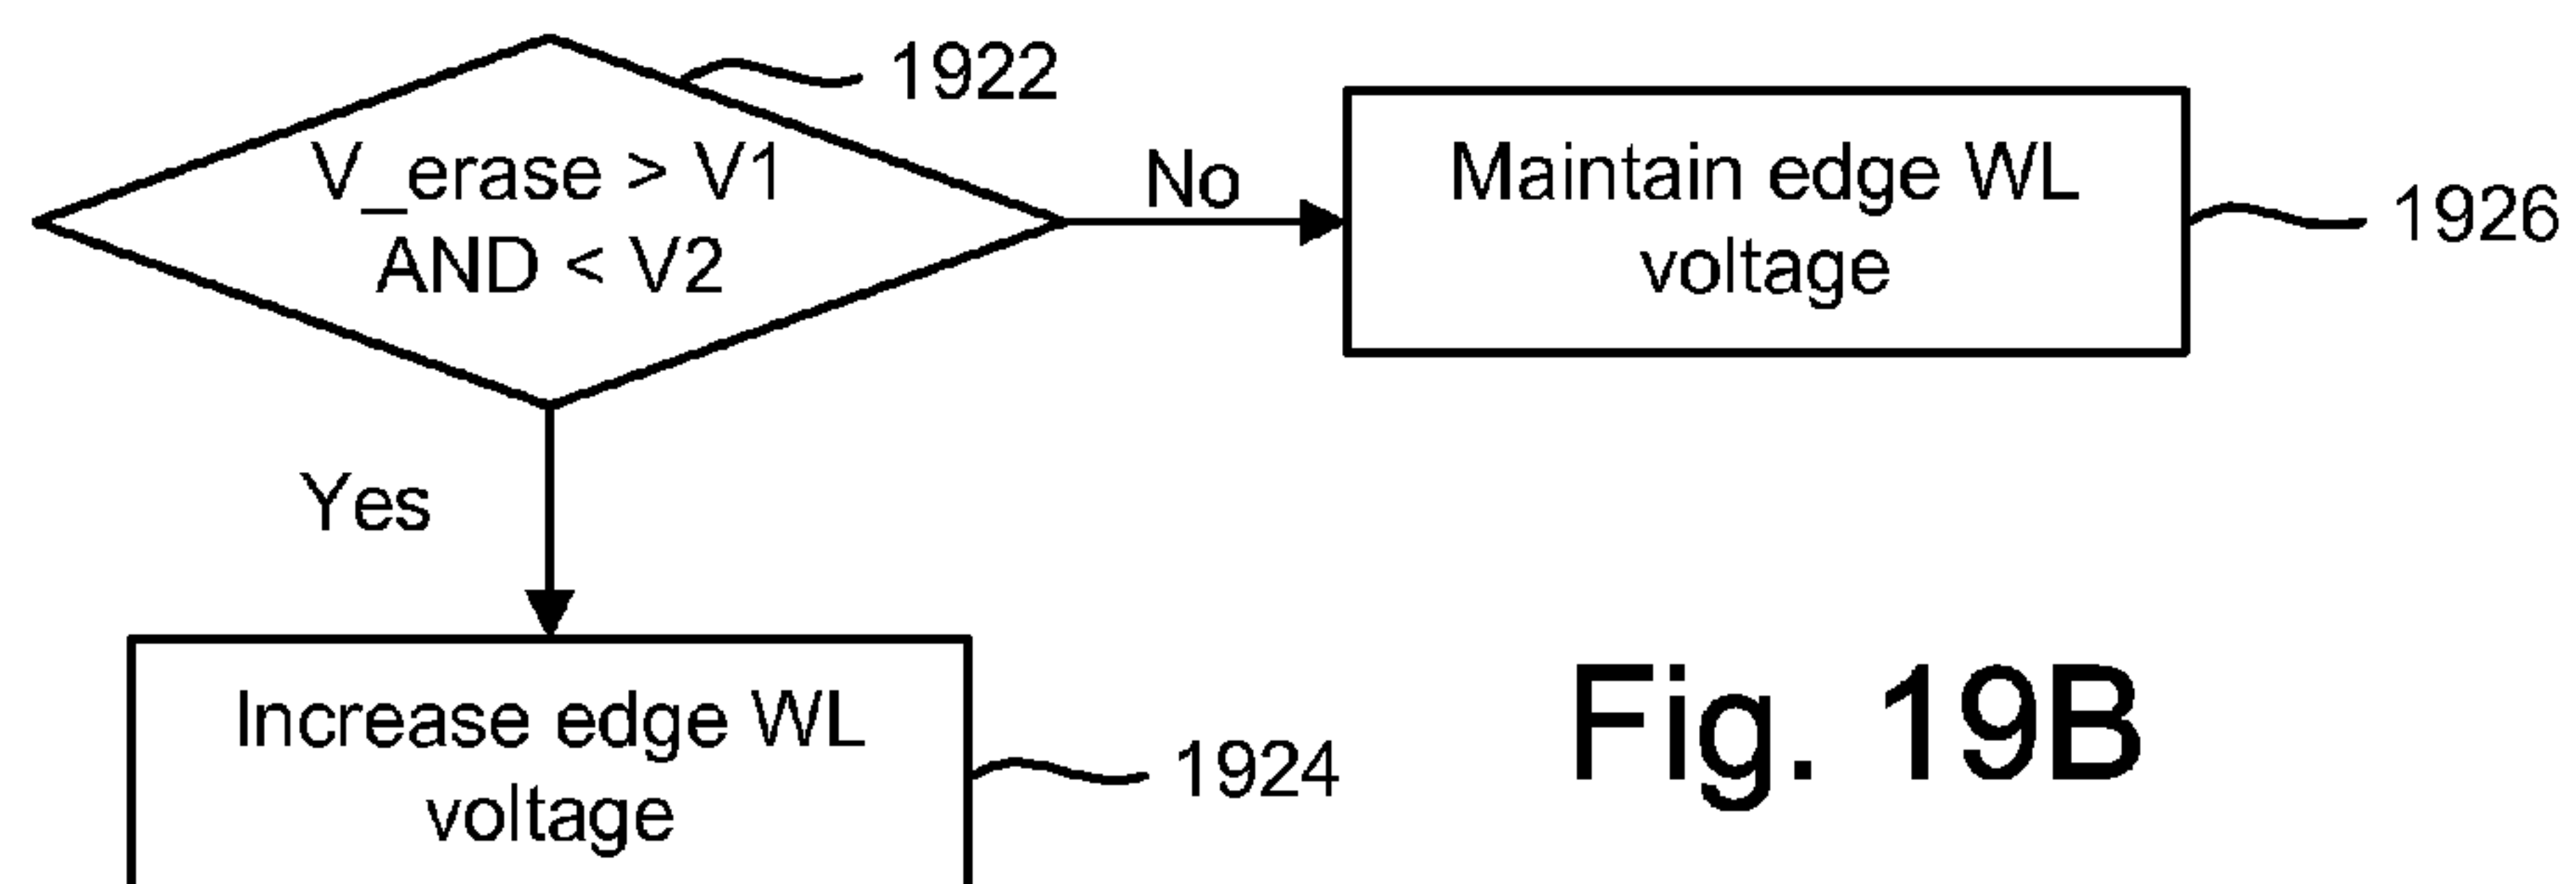 1922
V_erase > V1
AND < V2
No
Maintain edge WL
voltage
1926
Yes
Increase edge WL
voltage
1924
Fig. 19B